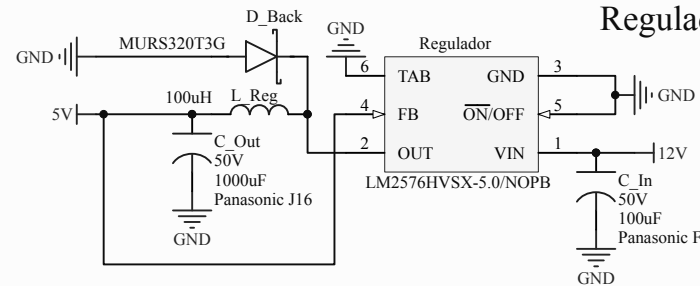 Regula
D_Back
MURS320T3G
GND
GND
Regulador
6
TAB
GND
3
GND
5V
100uH
L_Reg
4
FB
ON/OFF
5
C_Out
50V
1000uF
Panasonic J16
GND
2
OUT
VIN
1
12V
LM2576HVSX-5.0/NOPB
C_In
50V
100uF
Panasonic F
GND